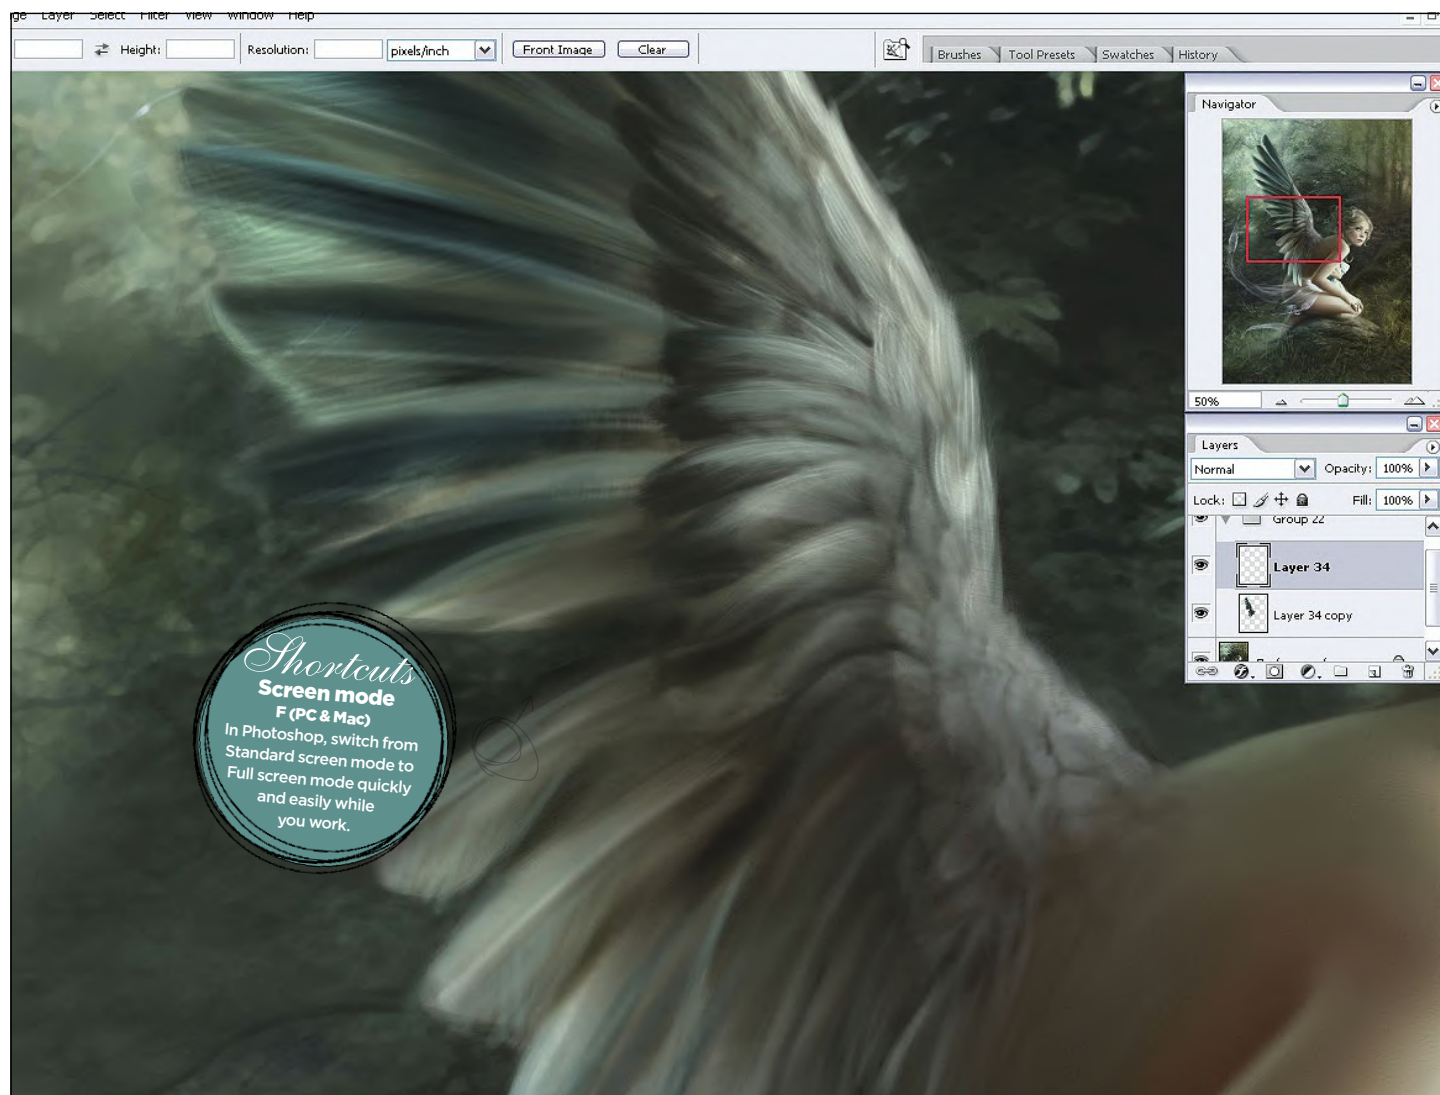 ge Layer Select Filter View Window Help
Height: Resolution: pixels/inch Front Image Clear Brushes Tool Presets Swatches History
Navigator
50%
Layers
Normal Opacity: 100%
Lock: Fill: 100%
Group 22
Layer 34
Layer 34 copy
Shortcuts
Screen mode
F (PC & Mac)
In Photoshop, switch from
Standard screen mode to
Full screen mode quickly
and easily while
you work.